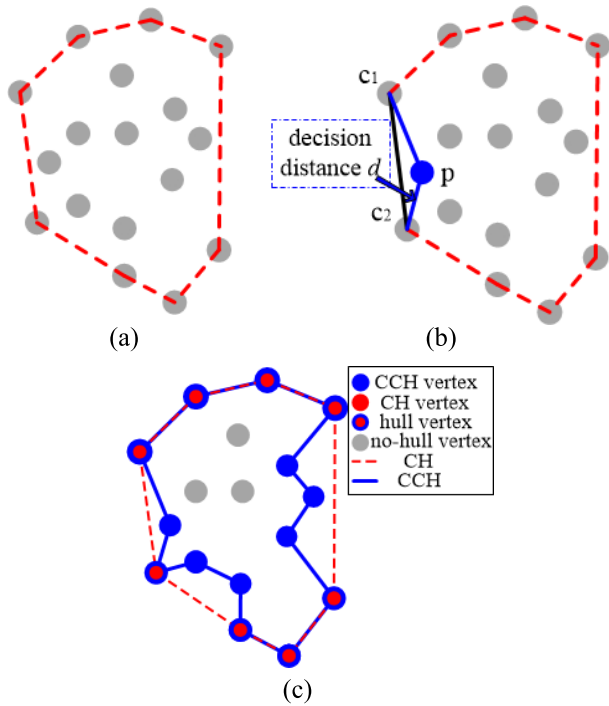 c1
decision
distance d
p
c2
(a)
(b)
CCH vertex
CH vertex
hull vertex
no-hull vertex
CH
CCH
(c)